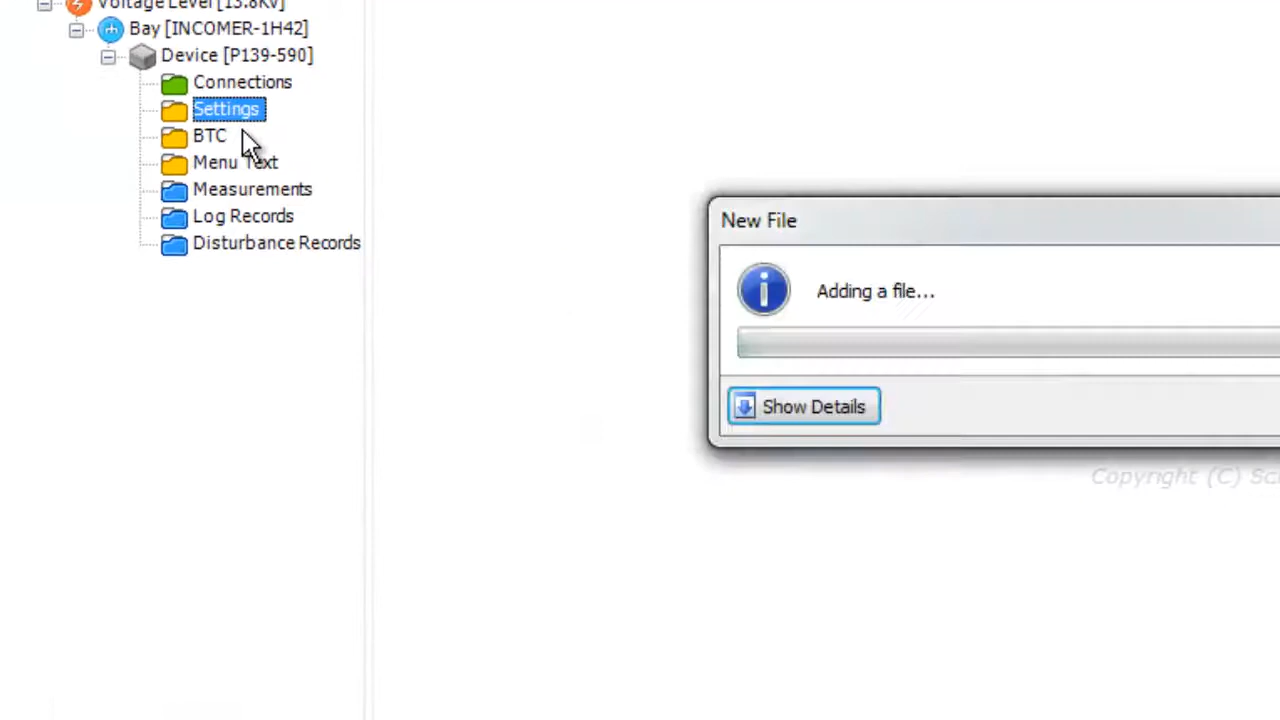 Voltage Level [13.8KV]
Bay [INCOMER-1H42]
Device [P139-590]
Connections
Settings
BTC
Menu Text
Measurements
Log Records
Disturbance Records
New File
Adding a file...
Show Details
Copyright (C)